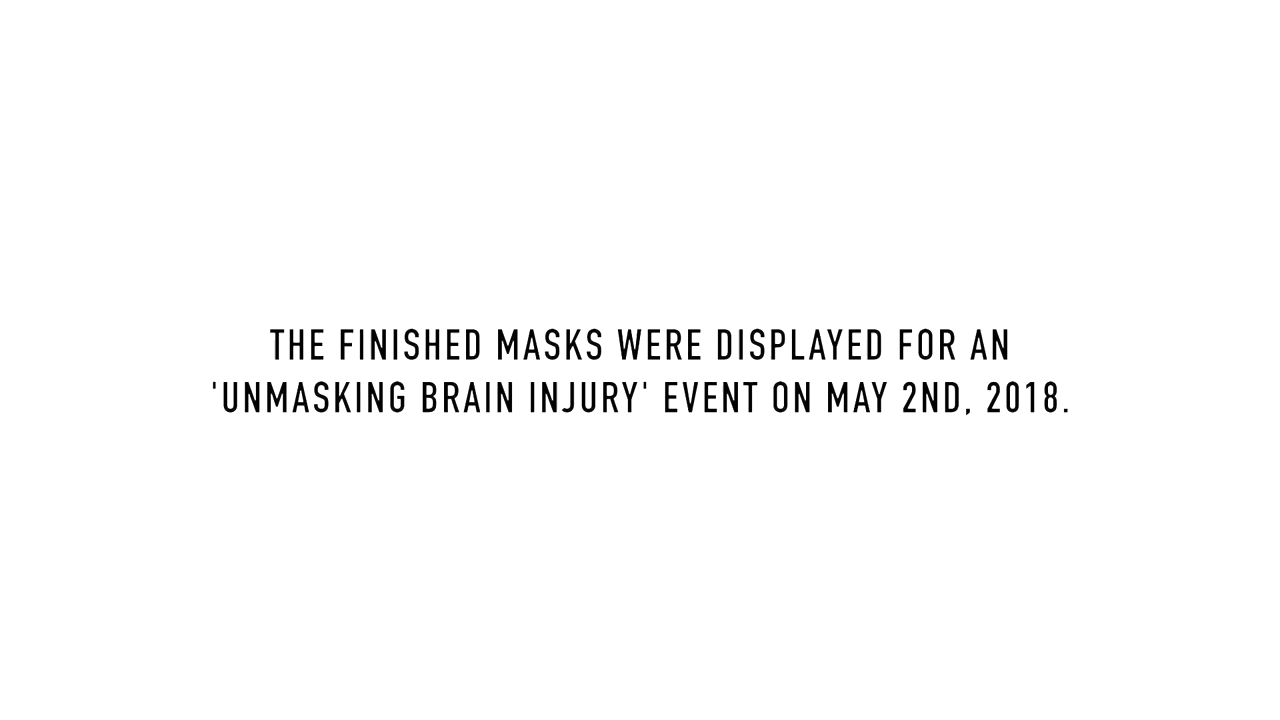 THE FINISHED MASKS WERE DISPLAYED FOR AN
'UNMASKING BRAIN INJURY' EVENT ON MAY 2ND, 2018.